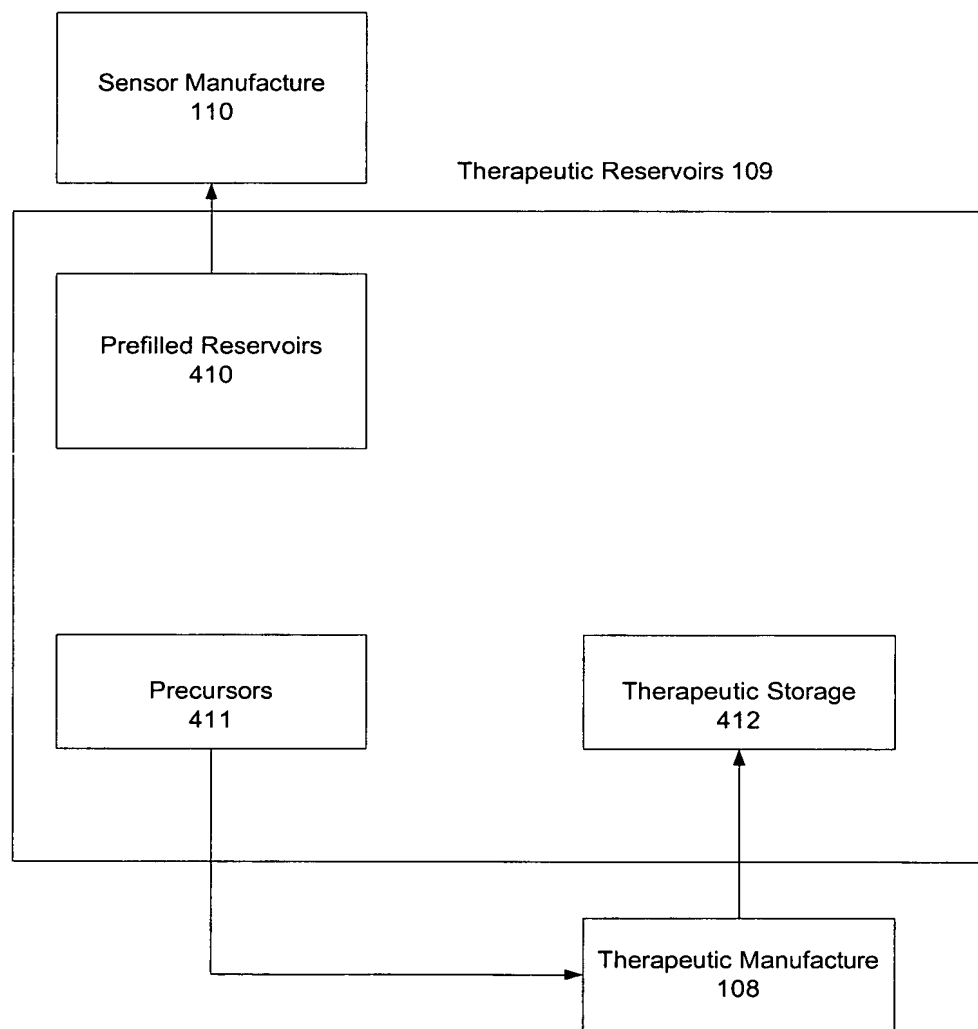 Sensor Manufacture
110
Therapeutic Reservoirs 109
Prefilled Reservoirs
410
Precursors
411
Therapeutic Storage
412
Therapeutic Manufacture
108